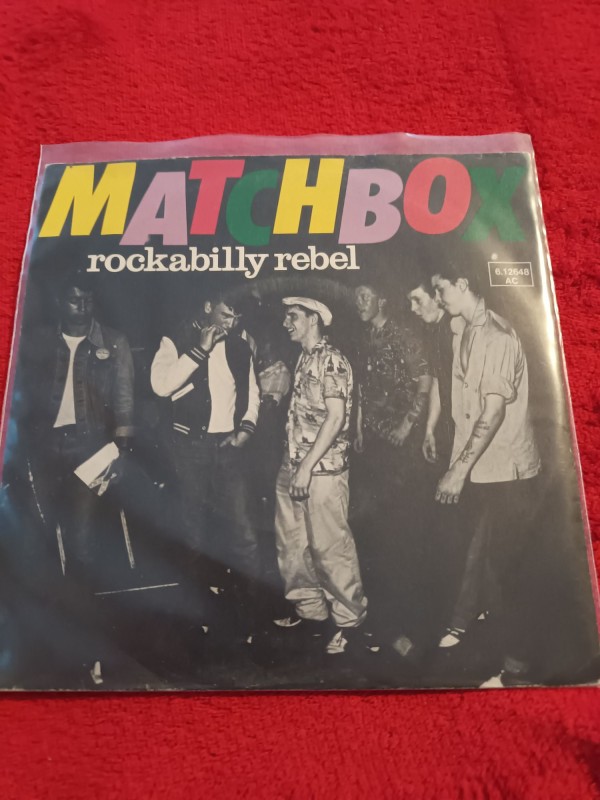 MATCHBOX
rockabilly rebel
6.12648
AC